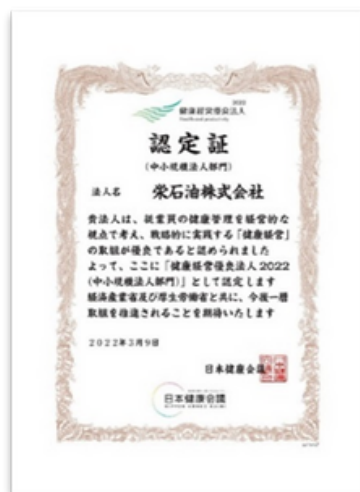 2022
健康経営優良法人
Health and productivity
認定証
(中小規模法人部門)
法人名 栄石油株式会社
貴法人は、従業員の健康管理を経営的な
視点で考え、戦略的に実践する「健康経営」
の取組が優良であると認められました
よって、ここに「健康経営優良法人2022
(中小規模法人部門)」として認定します
経済産業省及び厚生労働省と共に、今後一層
取組を推進されることを期待いたします
2022年3月9日
日本健康会議
日本健康会議
NIPPON KENKO KAIGI